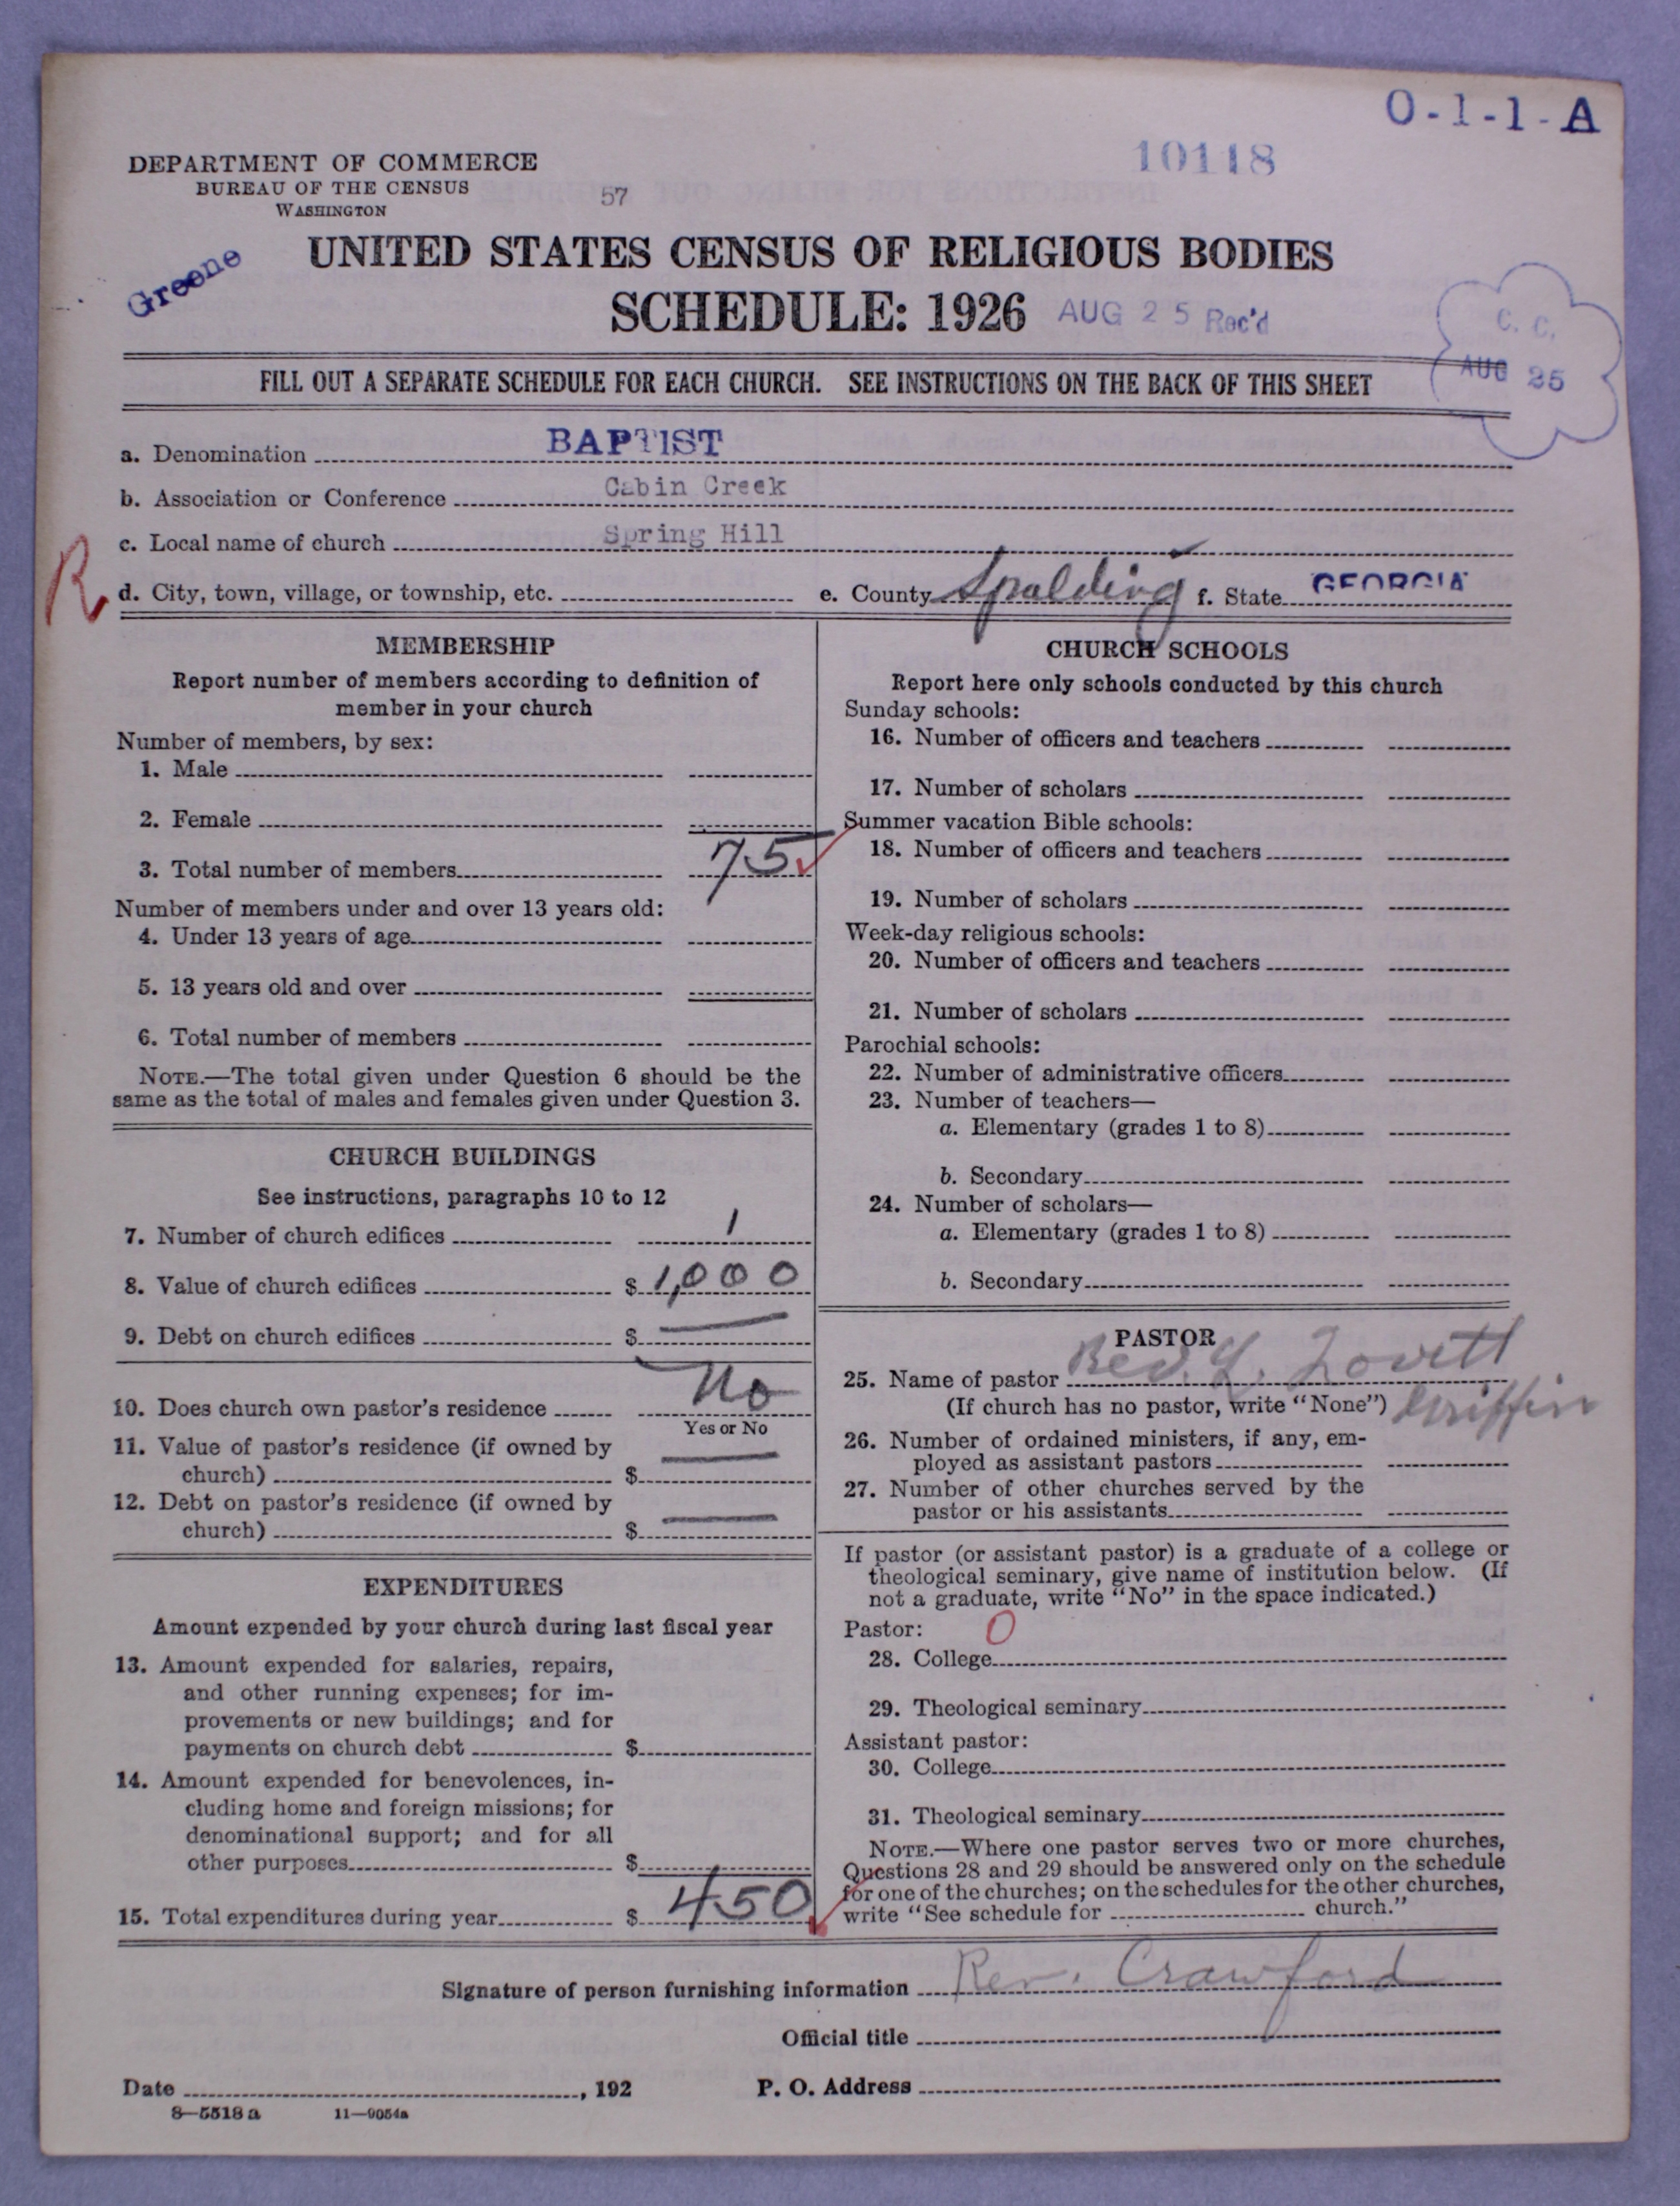 O-1-1-A
10118
DEPARTMENT OF COMMERCE
BUREAU OF THE CENSUS
WASHINGTON
57
Greene
UNITED STATES CENSUS OF RELIGIOUS BODIES
SCHEDULE: 1926 AUG 25 Rec'd
C. C.
AUG 25
FILL OUT A SEPARATE SCHEDULE FOR EACH CHURCH. SEE INSTRUCTIONS ON THE BACK OF THIS SHEET
a. Denomination BAPTIST
b. Association or Conference Cabin Creek
c. Local name of church Spring Hill
R
d. City, town, village, or township, etc. e. County Spalding f. State GEORGIA
MEMBERSHIP
Report number of members according to definition of
member in your church
Number of members, by sex:
1. Male
2. Female
3. Total number of members 75 ✓
Number of members under and over 13 years old:
4. Under 13 years of age
5. 13 years old and over
6. Total number of members
NOTE.—The total given under Question 6 should be the
same as the total of males and females given under Question 3.
CHURCH BUILDINGS
See instructions, paragraphs 10 to 12
7. Number of church edifices 1
8. Value of church edifices $ 1,000
9. Debt on church edifices $ —
10. Does church own pastor's residence No
Yes or No
11. Value of pastor's residence (if owned by
church) $ —
12. Debt on pastor's residence (if owned by
church) $ —
EXPENDITURES
Amount expended by your church during last fiscal year
13. Amount expended for salaries, repairs,
and other running expenses; for im-
provements or new buildings; and for
payments on church debt $
14. Amount expended for benevolences, in-
cluding home and foreign missions; for
denominational support; and for all
other purposes $
15. Total expenditures during year $ 450 ✓
CHURCH SCHOOLS
Report here only schools conducted by this church
Sunday schools:
16. Number of officers and teachers
17. Number of scholars
Summer vacation Bible schools:
18. Number of officers and teachers
19. Number of scholars
Week-day religious schools:
20. Number of officers and teachers
21. Number of scholars
Parochial schools:
22. Number of administrative officers
23. Number of teachers—
a. Elementary (grades 1 to 8)
b. Secondary
24. Number of scholars—
a. Elementary (grades 1 to 8)
b. Secondary
PASTOR
25. Name of pastor Rev. L. Lovett
(If church has no pastor, write "None") Griffin
26. Number of ordained ministers, if any, em-
ployed as assistant pastors
27. Number of other churches served by the
pastor or his assistants
If pastor (or assistant pastor) is a graduate of a college or
theological seminary, give name of institution below. (If
not a graduate, write "No" in the space indicated.)
Pastor: 0
28. College
29. Theological seminary
Assistant pastor:
30. College
31. Theological seminary
NOTE.—Where one pastor serves two or more churches,
Questions 28 and 29 should be answered only on the schedule
for one of the churches; on the schedules for the other churches,
write "See schedule for church."
Signature of person furnishing information Rev. Crawford
Official title
Date , 192 P. O. Address
8—5518 a 11—9054a